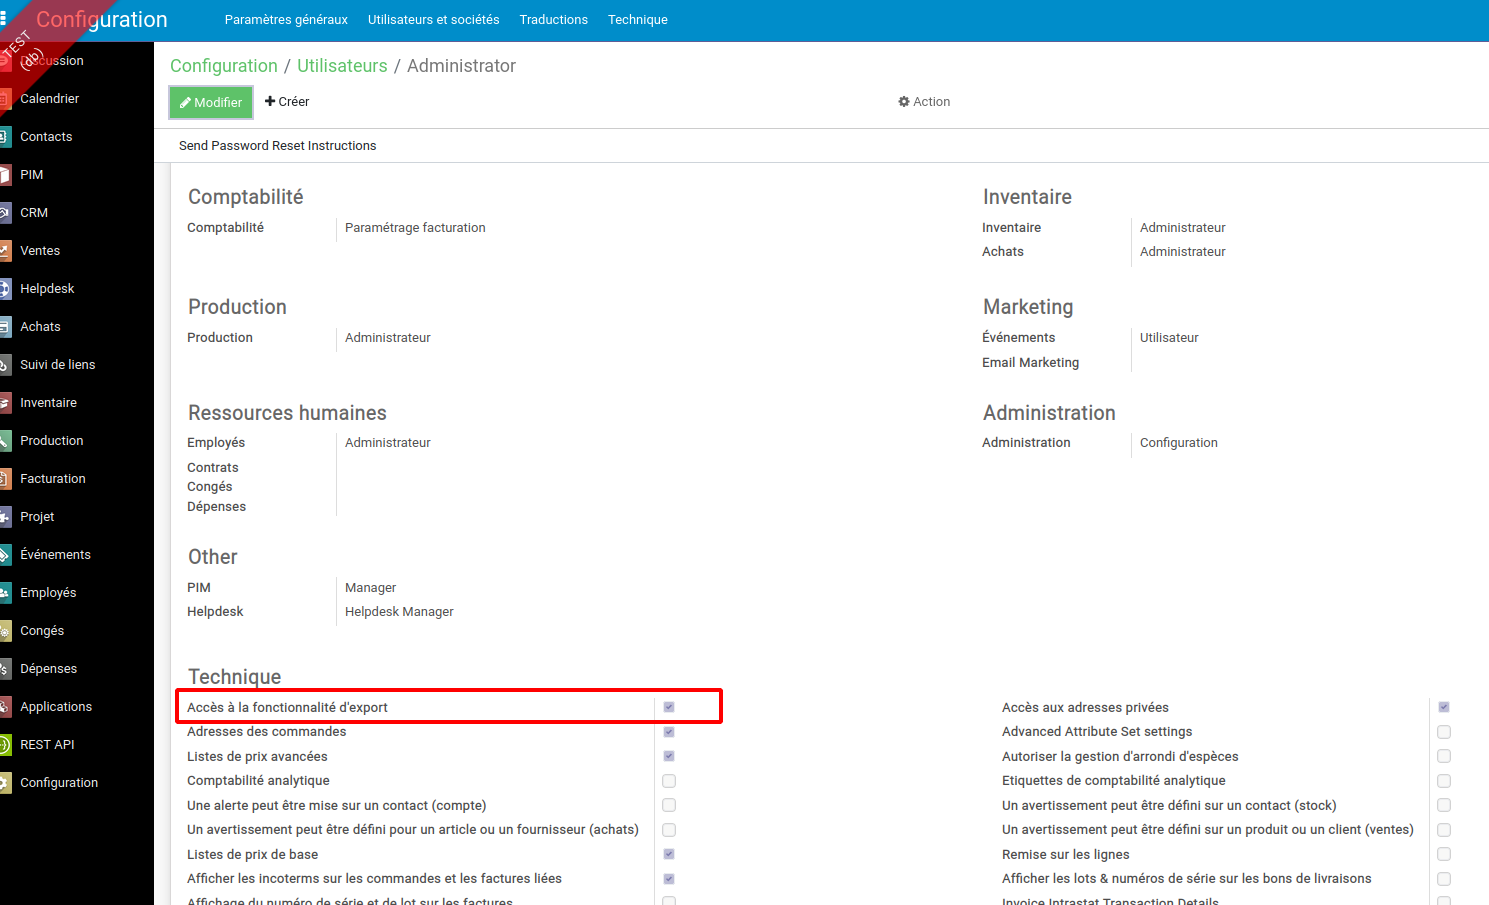 Configuration
Paramètres généraux
Utilisateurs et sociétés
Traductions
Technique
TEST
(db)
Discussion
Calendrier
Contacts
PIM
CRM
Ventes
Helpdesk
Achats
Suivi de liens
Inventaire
Production
Facturation
Projet
Événements
Employés
Congés
Dépenses
Applications
REST API
Configuration
Configuration / Utilisateurs / Administrator
Modifier
Créer
Action
Send Password Reset Instructions
Comptabilité
Comptabilité Paramétrage facturation
Inventaire
Inventaire Administrateur
Achats Administrateur
Production
Production Administrateur
Marketing
Événements Utilisateur
Email Marketing
Ressources humaines
Employés Administrateur
Contrats
Congés
Dépenses
Administration
Administration Configuration
Other
PIM Manager
Helpdesk Helpdesk Manager
Technique
Accès à la fonctionnalité d'export
Accès aux adresses privées
Adresses des commandes
Advanced Attribute Set settings
Listes de prix avancées
Autoriser la gestion d'arrondi d'espèces
Comptabilité analytique
Etiquettes de comptabilité analytique
Une alerte peut être mise sur un contact (compte)
Un avertissement peut être défini sur un contact (stock)
Un avertissement peut être défini pour un article ou un fournisseur (achats)
Un avertissement peut être défini sur un produit ou un client (ventes)
Listes de prix de base
Remise sur les lignes
Afficher les incoterms sur les commandes et les factures liées
Afficher les lots & numéros de série sur les bons de livraisons
Affichage du numéro de série et de lot sur les factures
Invoice Intrastat Transaction Details